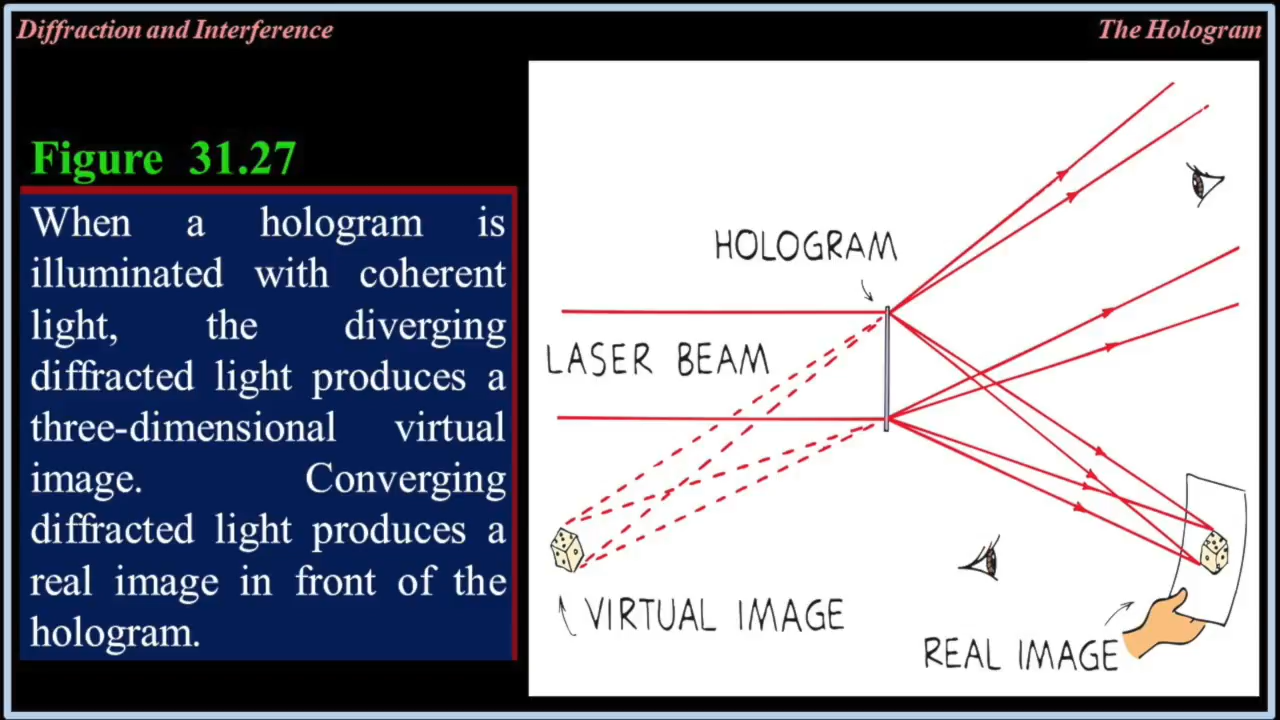 Diffraction and Interference
The Hologram
Figure 31.27
When a hologram is
illuminated with coherent
light, the diverging
diffracted light produces a
three-dimensional virtual
image. Converging
diffracted light produces a
real image in front of the
hologram.
HOLOGRAM
LASER BEAM
VIRTUAL IMAGE
REAL IMAGE